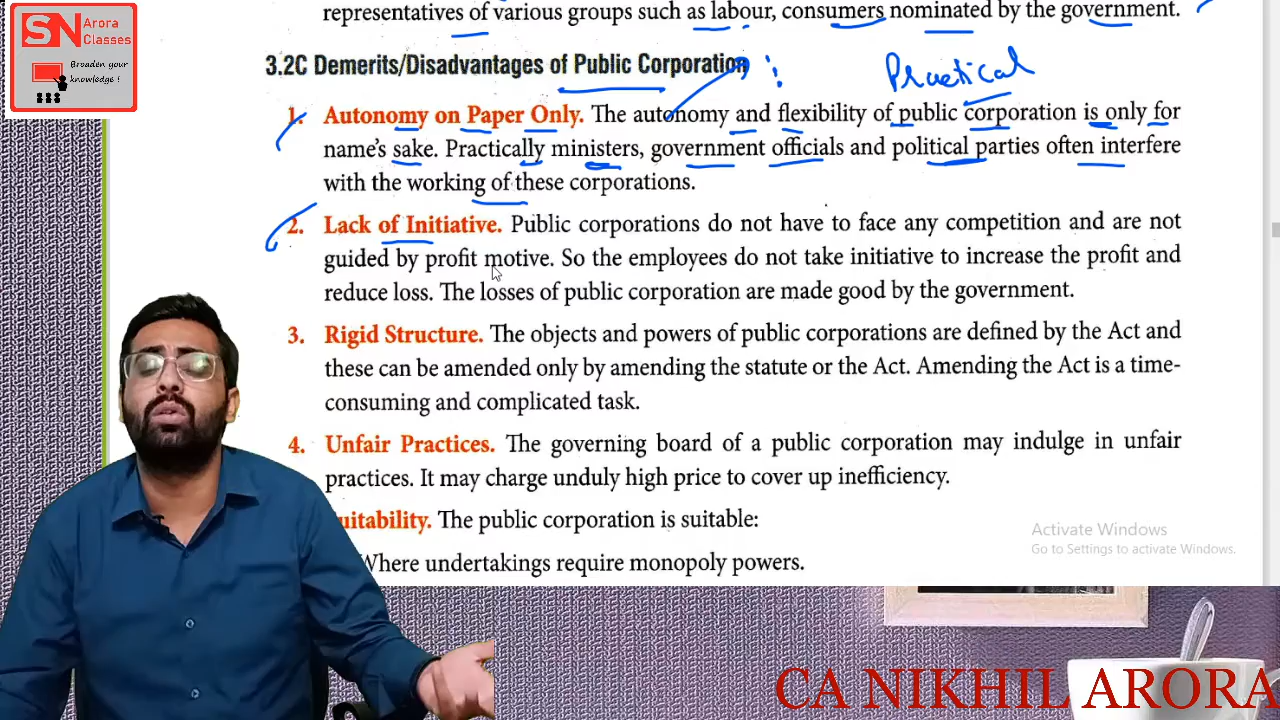 SN Arora
Classes
Broaden your
knowledge !
representatives of various groups such as labour, consumers nominated by the government.
3.2C Demerits/Disadvantages of Public Corporation
Practical
1. Autonomy on Paper Only. The autonomy and flexibility of public corporation is only for
name's sake. Practically ministers, government officials and political parties often interfere
with the working of these corporations.
2. Lack of Initiative. Public corporations do not have to face any competition and are not
guided by profit motive. So the employees do not take initiative to increase the profit and
reduce loss. The losses of public corporation are made good by the government.
3. Rigid Structure. The objects and powers of public corporations are defined by the Act and
these can be amended only by amending the statute or the Act. Amending the Act is a time-
consuming and complicated task.
4. Unfair Practices. The governing board of a public corporation may indulge in unfair
practices. It may charge unduly high price to cover up inefficiency.
uitability. The public corporation is suitable:
Where undertakings require monopoly powers.
Activate Windows
Go to Settings to activate Windows.
CA NIKHIL ARORA